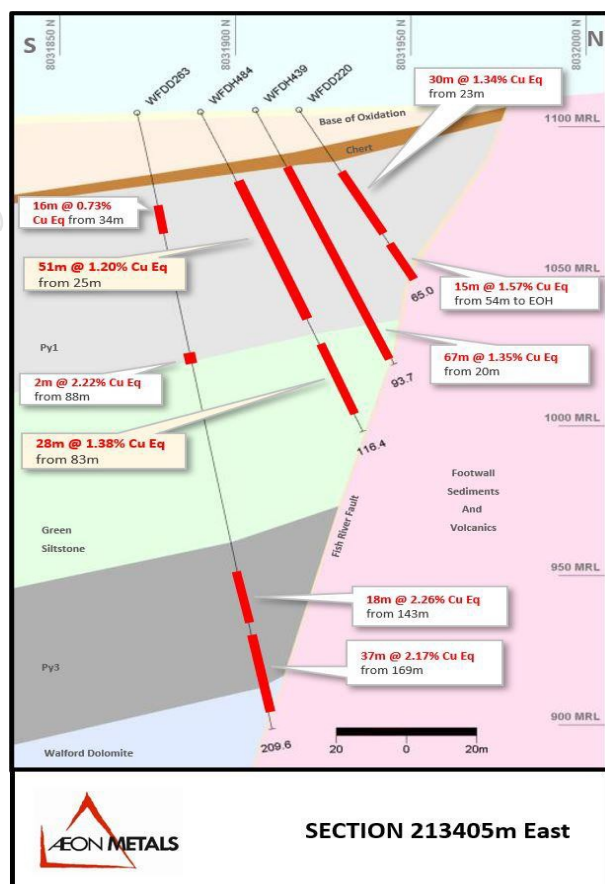 S
N
8031850 N
8031900 N
8031950 N
8032000 N
WFDD263
WFDH484
WFDH439
WFDD220
30m @ 1.34% Cu Eq
from 23m
Base of Oxidation
1100 MRL
Chert
16m @ 0.73%
Cu Eq from 34m
51m @ 1.20% Cu Eq
from 25m
1050 MRL
65.0
15m @ 1.57% Cu Eq
from 54m to EOH
Py1
2m @ 2.22% Cu Eq
from 88m
67m @ 1.35% Cu Eq
from 20m
93.7
28m @ 1.38% Cu Eq
from 83m
1000 MRL
116.4
Footwall
Sediments
And
Volcanics
Fish River Fault
Green
Siltstone
950 MRL
18m @ 2.26% Cu Eq
from 143m
37m @ 2.17% Cu Eq
from 169m
Py3
900 MRL
209.6
Walford Dolomite
20
0
20m
ÆON METALS
SECTION 213405m East